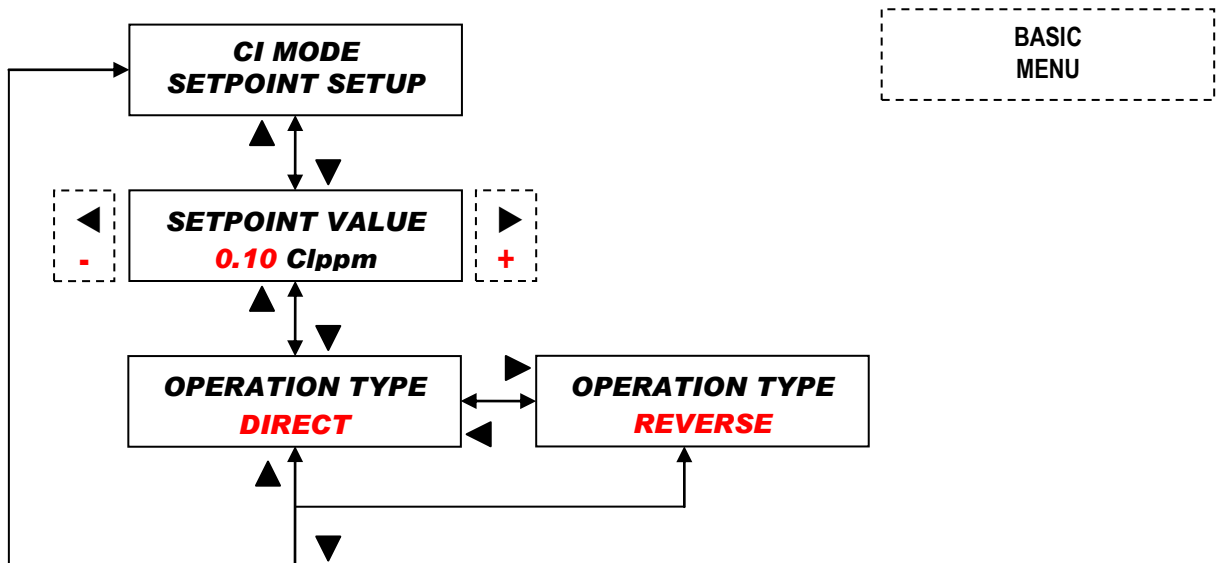 CI MODE
SETPOINT SETUP
BASIC
MENU
SETPOINT VALUE
0.10 Clppm
-
+
OPERATION TYPE
DIRECT
OPERATION TYPE
REVERSE